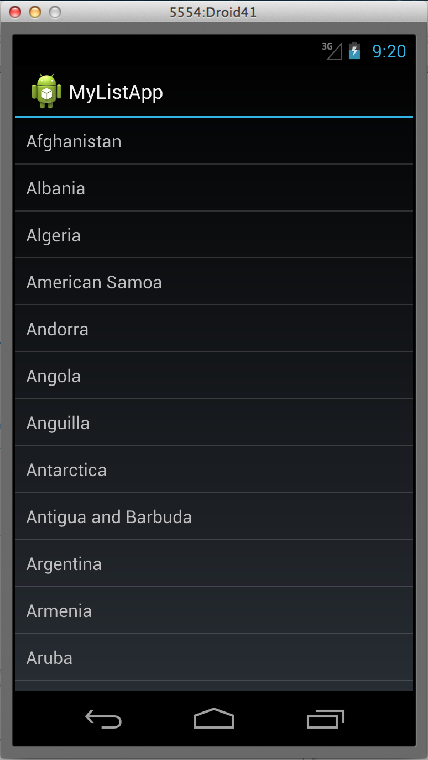 5554:Droid41
3G 9:20
MyListApp
Afghanistan
Albania
Algeria
American Samoa
Andorra
Angola
Anguilla
Antarctica
Antigua and Barbuda
Argentina
Armenia
Aruba